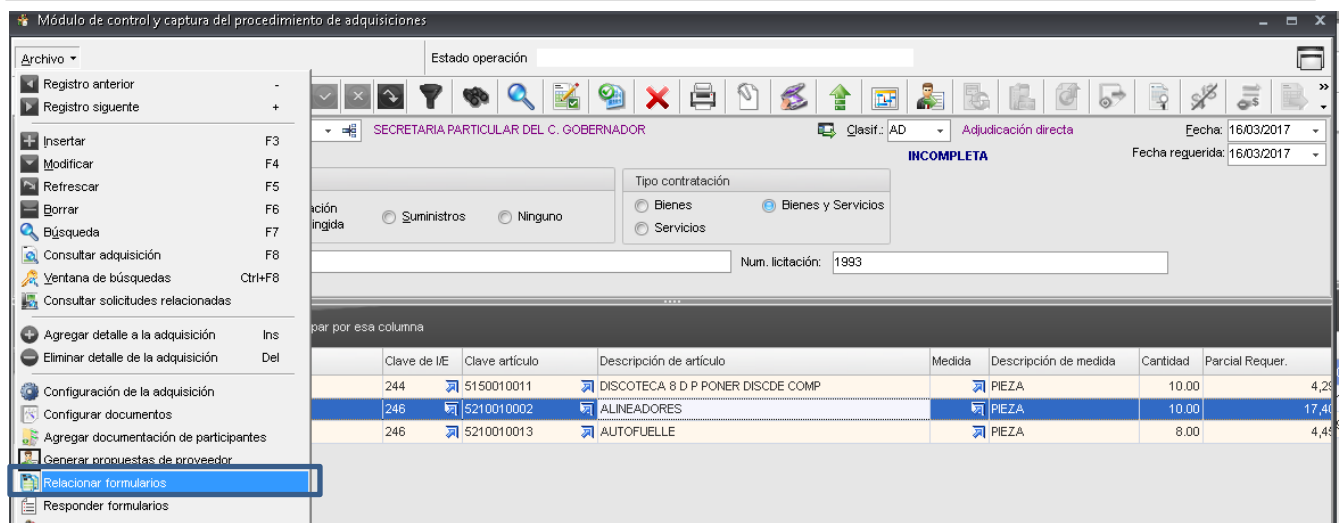 Módulo de control y captura del procedimiento de adquisiciones
Archivo
Estado operación
Registro anterior -
Registro siguente +
Insertar F3
Modificar F4
Refrescar F5
Borrar F6
Búsqueda F7
Consultar adquisición F8
Ventana de búsquedas Ctrl+F8
Consultar solicitudes relacionadas
Agregar detalle a la adquisición Ins
Eliminar detalle de la adquisición Del
Configuración de la adquisición
Configurar documentos
Agregar documentación de participantes
Generar propuestas de proveedor
Relacionar formularios
Responder formularios
SECRETARIA PARTICULAR DEL C. GOBERNADOR
Clasif.: AD Adjudicación directa
Fecha: 16/03/2017
INCOMPLETA
Fecha requerida: 16/03/2017
Tipo contratación
ación
ingida
Suministros
Ninguno
Bienes
Bienes y Servicios
Servicios
Num. licitación: 1993
par por esa columna
Clave de I/E Clave artículo Descripción de artículo Medida Descripción de medida Cantidad Parcial Requer.
244 5150010011 DISCOTECA 8 D P PONER DISCDE COMP PIEZA 10.00 4,29
246 5210010002 ALINEADORES PIEZA 10.00 17,40
246 5210010013 AUTOFUELLE PIEZA 8.00 4,45